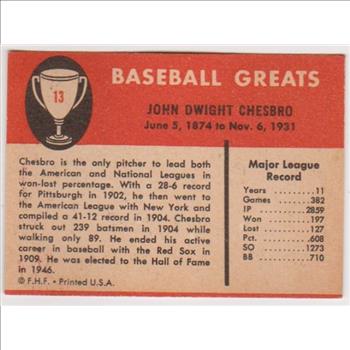 13
BASEBALL GREATS
JOHN DWIGHT CHESBRO
June 5, 1874 to Nov. 6, 1931
Chesbro is the only pitcher to lead both
the American and National Leagues in
won-lost percentage. With a 28-6 record
for Pittsburgh in 1902, he then went to
the American League with New York and
compiled a 41-12 record in 1904. Chesbro
struck out 239 batsmen in 1904 while
walking only 89. He ended his active
career in baseball with the Red Sox in
1909. He was elected to the Hall of Fame
in 1946.
© F.H.F. • Printed U.S.A.
Major League
Record
Years ........ 11
Games ........ 382
IP ........ 2859
Won ........ 197
Lost ........ 127
Pct. ........ .608
SO ........ 1273
BB ........ 710